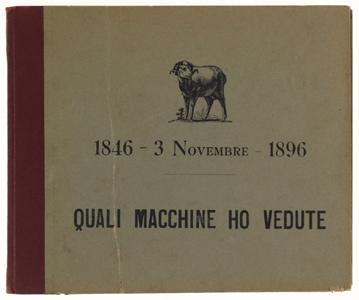 1846 - 3 Novembre - 1896
QUALI MACCHINE HO VEDUTE